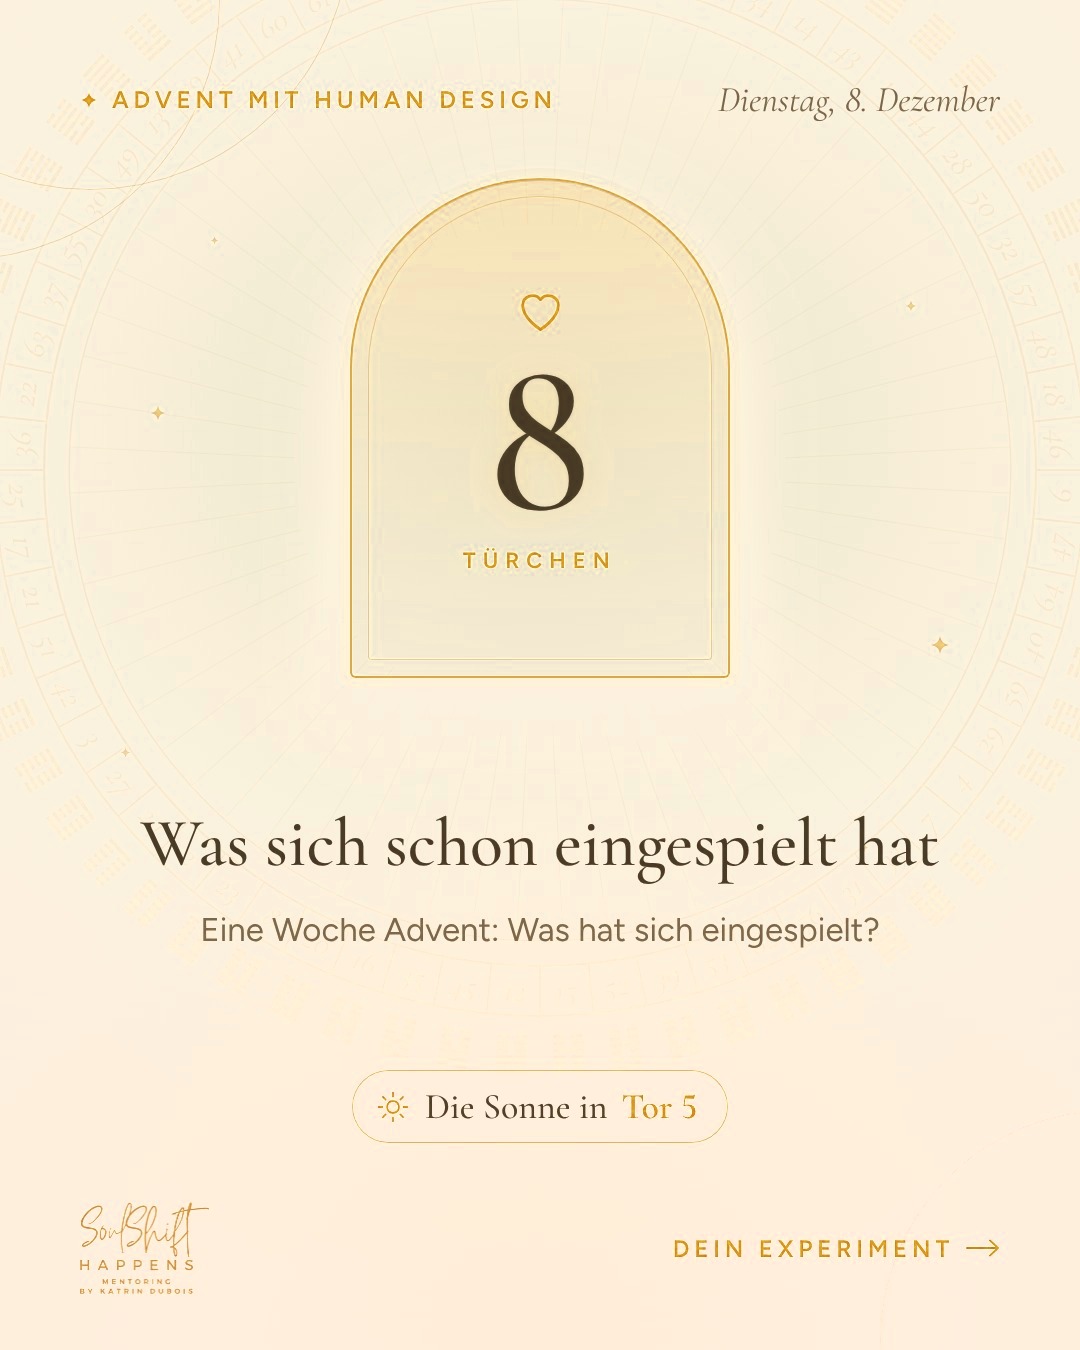 ADVENT MIT HUMAN DESIGN
Dienstag, 8. Dezember
8
TÜRCHEN
Was sich schon eingespielt hat
Eine Woche Advent: Was hat sich eingespielt?
Die Sonne in Tor 5
SoulShift
HAPPENS
MENTORING
BY KATRIN DUBOIS
DEIN EXPERIMENT →